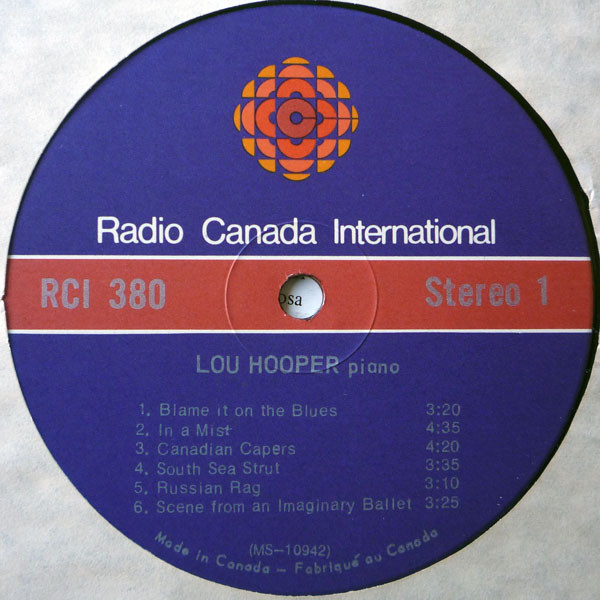 Radio Canada International
RCI 380
Stereo 1
osa
LOU HOOPER piano
1. Blame it on the Blues 3:20
2. In a Mist 4:35
3. Canadian Capers 4:20
4. South Sea Strut 3:35
5. Russian Rag 3:10
6. Scene from an Imaginary Ballet 3:25
(MS-10942)
Made in Canada - Fabriqué au Canada